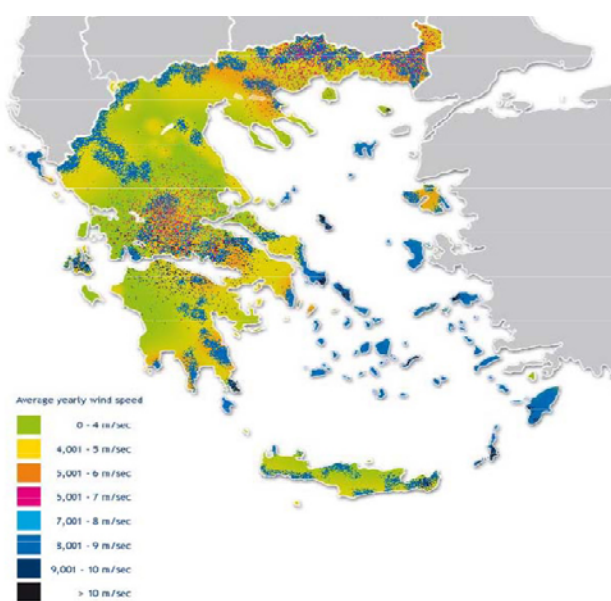 Average yearly wind speed
0 - 4 m/sec
4,001 - 5 m/sec
5,001 - 6 m/sec
5,001 - 7 m/sec
7,001 - 8 m/sec
8,001 - 9 m/sec
9,001 - 10 m/sec
> 10 m/sec